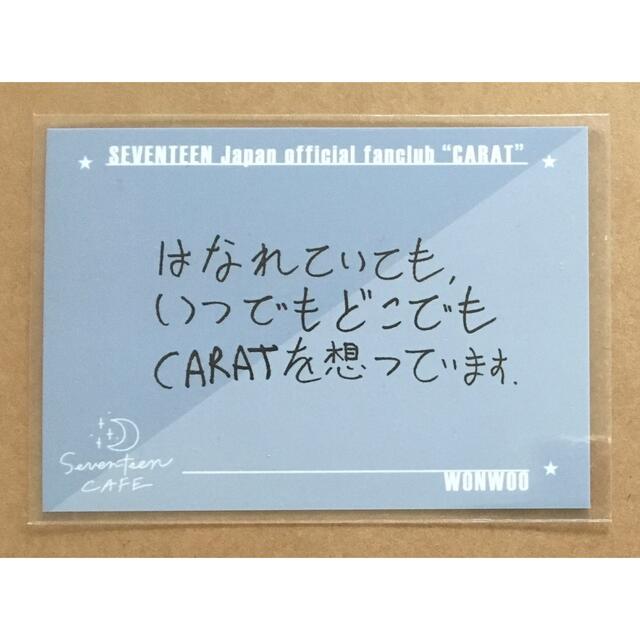 SEVENTEEN Japan official fanclub “CARAT”
はなれていても,
いつでもどこでも
CARATを想っています.
Seventeen
CAFE
WONWOO